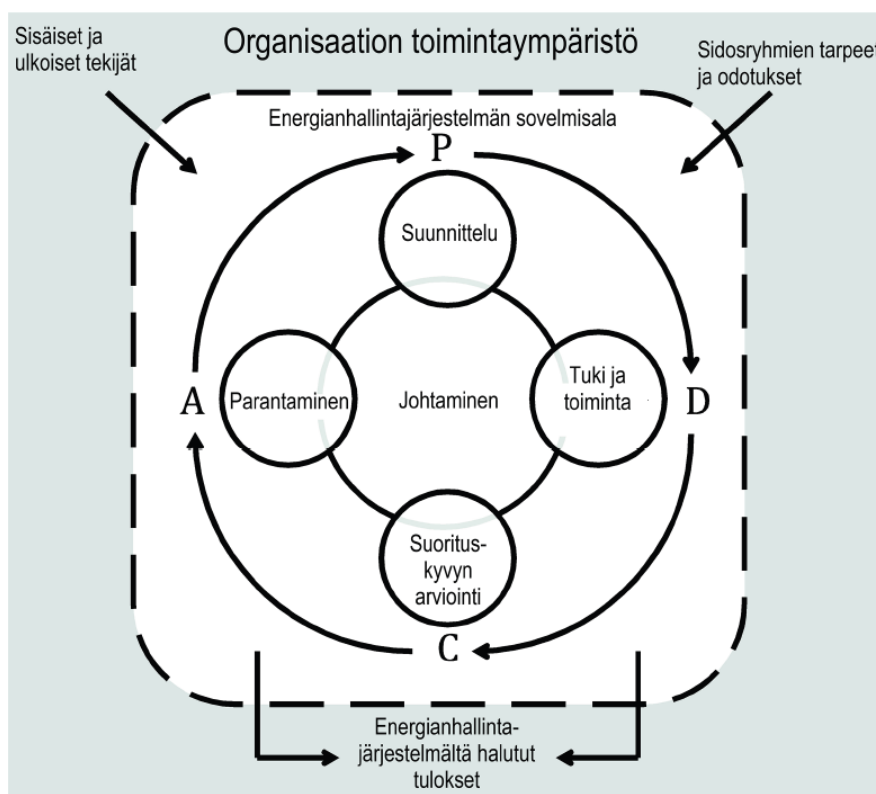 Sisäiset ja
ulkoiset tekijät
Organisaation toimintaympäristö
Sidosryhmien tarpeet
ja odotukset
Energianhallintajärjestelmän sovelmisala
P
Suunnittelu
A
Parantaminen
Johtaminen
Tuki ja
toiminta
D
Suoritus-
kyvyn
arviointi
C
Energianhallinta-
järjestelmältä halutut
tulokset